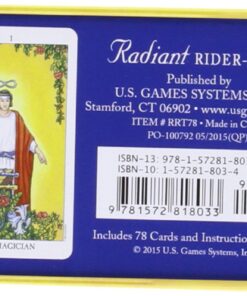 I
Radiant RIDER-
Published by
U.S. GAMES SYSTEMS
Stamford, CT 06902 • www.usg
ITEM # RRT78 • MADE IN
PO-100792 05/2015(QP)
ISBN-13: 978-1-57281-80
ISBN-10: 1-57281-803-4
9 781572 818033
MAGICIAN
Includes 78 Cards and Instruction
© 2015 U.S. Games Systems, In